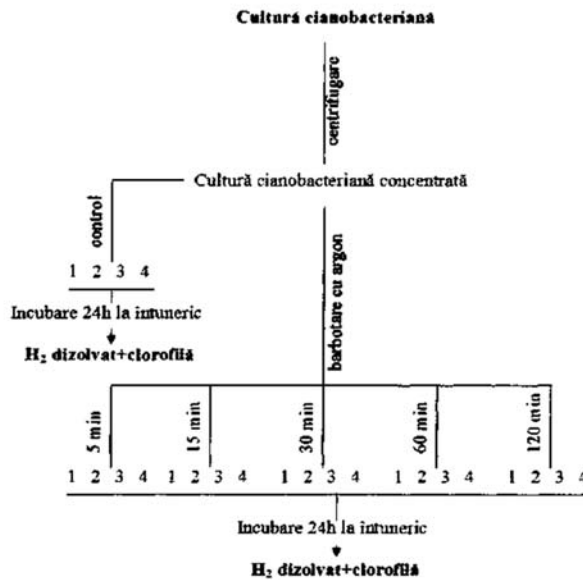 Cultură cianobacteriană
centrifugare
Cultură cianobacteriană concentrată
control
barbotare cu argon
1 2 3 4
Incubare 24h la intuneric
H₂ dizolvat+clorofilă
5 min 15 min 30 min 60 min 120 min
1 2 3 4 1 2 3 4 1 2 3 4 1 2 3 4 1 2 3 4
Incubare 24h la intuneric
H₂ dizolvat+clorofilă